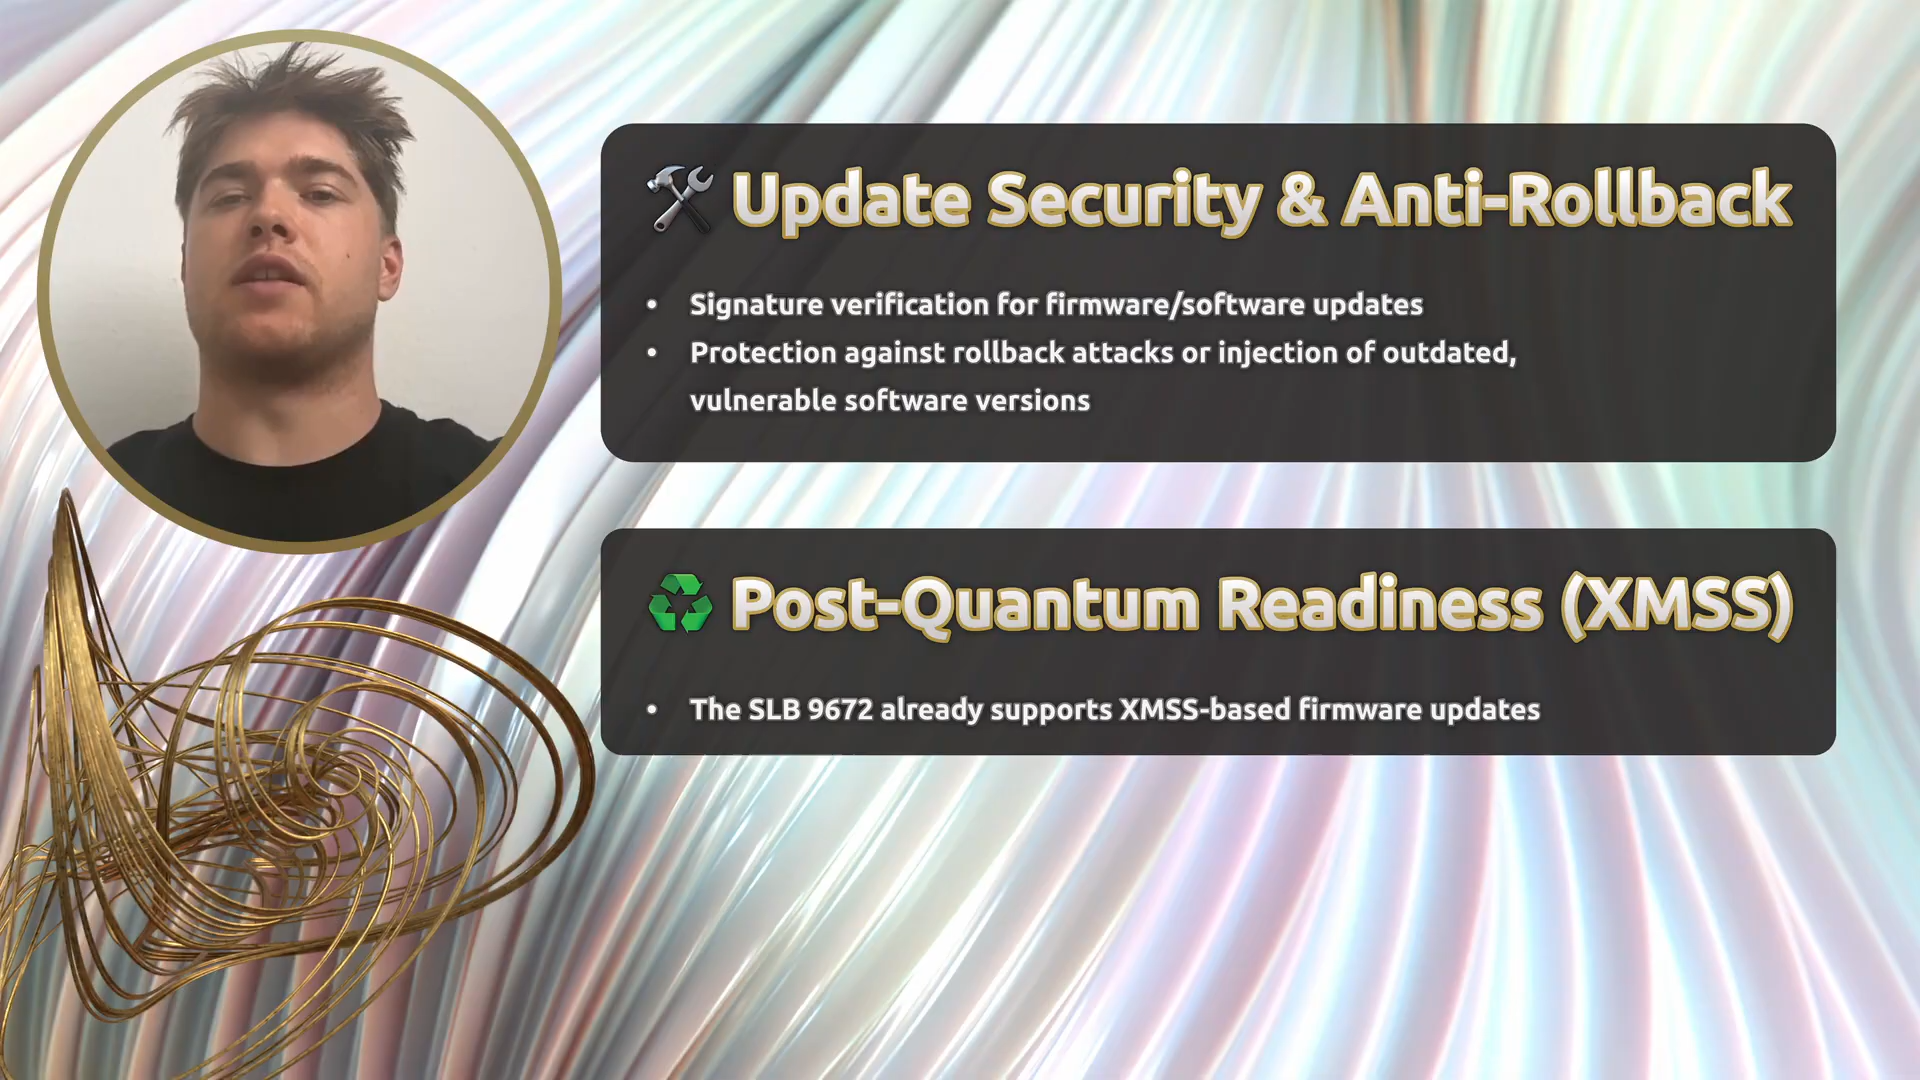 🛠 Update Security & Anti-Rollback
• Signature verification for firmware/software updates
• Protection against rollback attacks or injection of outdated,
vulnerable software versions
♻ Post-Quantum Readiness (XMSS)
• The SLB 9672 already supports XMSS-based firmware updates